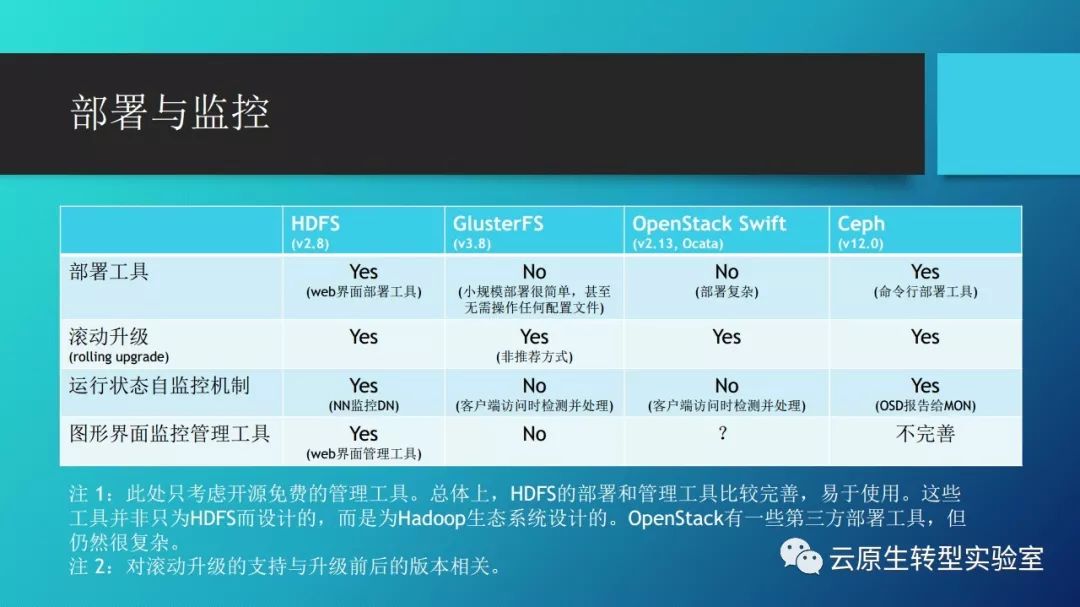 部署与监控
HDFS GlusterFS OpenStack Swift Ceph
(v2.8) (v3.8) (v2.13, Ocata) (v12.0)
部署工具 Yes No No Yes
(web界面部署工具) (小规模部署很简单，甚至 (部署复杂) (命令行部署工具)
无需操作任何配置文件)
滚动升级 Yes Yes Yes Yes
(rolling upgrade) (非推荐方式)
运行状态自监控机制 Yes No No Yes
(NN监控DN) (客户端访问时检测并处理) (客户端访问时检测并处理) (OSD报告给MON)
图形界面监控管理工具 Yes No ? 不完善
(web界面管理工具)
注 1：此处只考虑开源免费的管理工具。总体上，HDFS的部署和管理工具比较完善，易于使用。这些
工具并非只为HDFS而设计的，而是为Hadoop生态系统设计的。OpenStack有一些第三方部署工具，但
仍然很复杂。
注 2：对滚动升级的支持与升级前后的版本相关。
云原生转型实验室